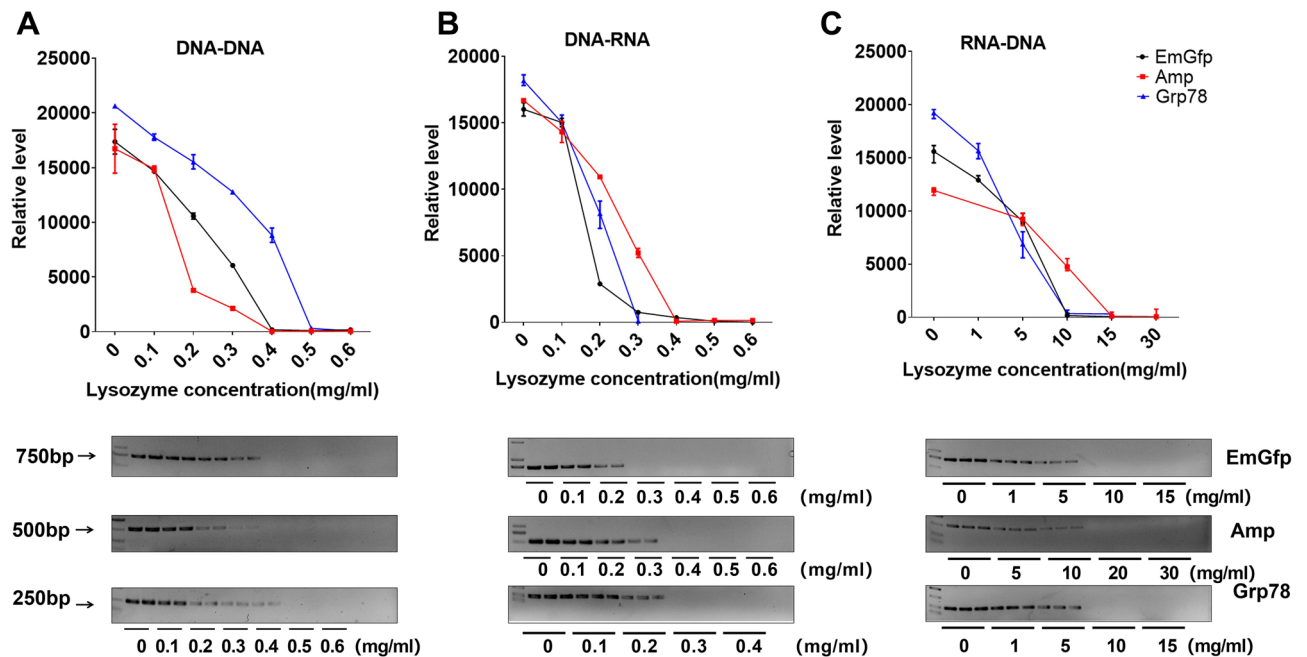 A
DNA-DNA
25000
20000
15000
10000
5000
0
Relative level
0 0.1 0.2 0.3 0.4 0.5 0.6
Lysozyme concentration(mg/ml)
B
DNA-RNA
20000
15000
10000
5000
0
Relative level
0 0.1 0.2 0.3 0.4 0.5 0.6
Lysozyme concentration(mg/ml)
C
RNA-DNA
25000
20000
15000
10000
5000
0
Relative level
0 1 5 10 15 30
Lysozyme concentration(mg/ml)
EmGfp
Amp
Grp78
750bp
500bp
250bp
0 0.1 0.2 0.3 0.4 0.5 0.6 (mg/ml)
0 0.1 0.2 0.3 0.4 0.5 0.6 (mg/ml)
0 0.1 0.2 0.3 0.4 0.5 0.6 (mg/ml)
0 0.1 0.2 0.3 0.4 (mg/ml)
EmGfp
0 1 5 10 15 (mg/ml)
Amp
0 5 10 20 30 (mg/ml)
Grp78
0 1 5 10 15 (mg/ml)